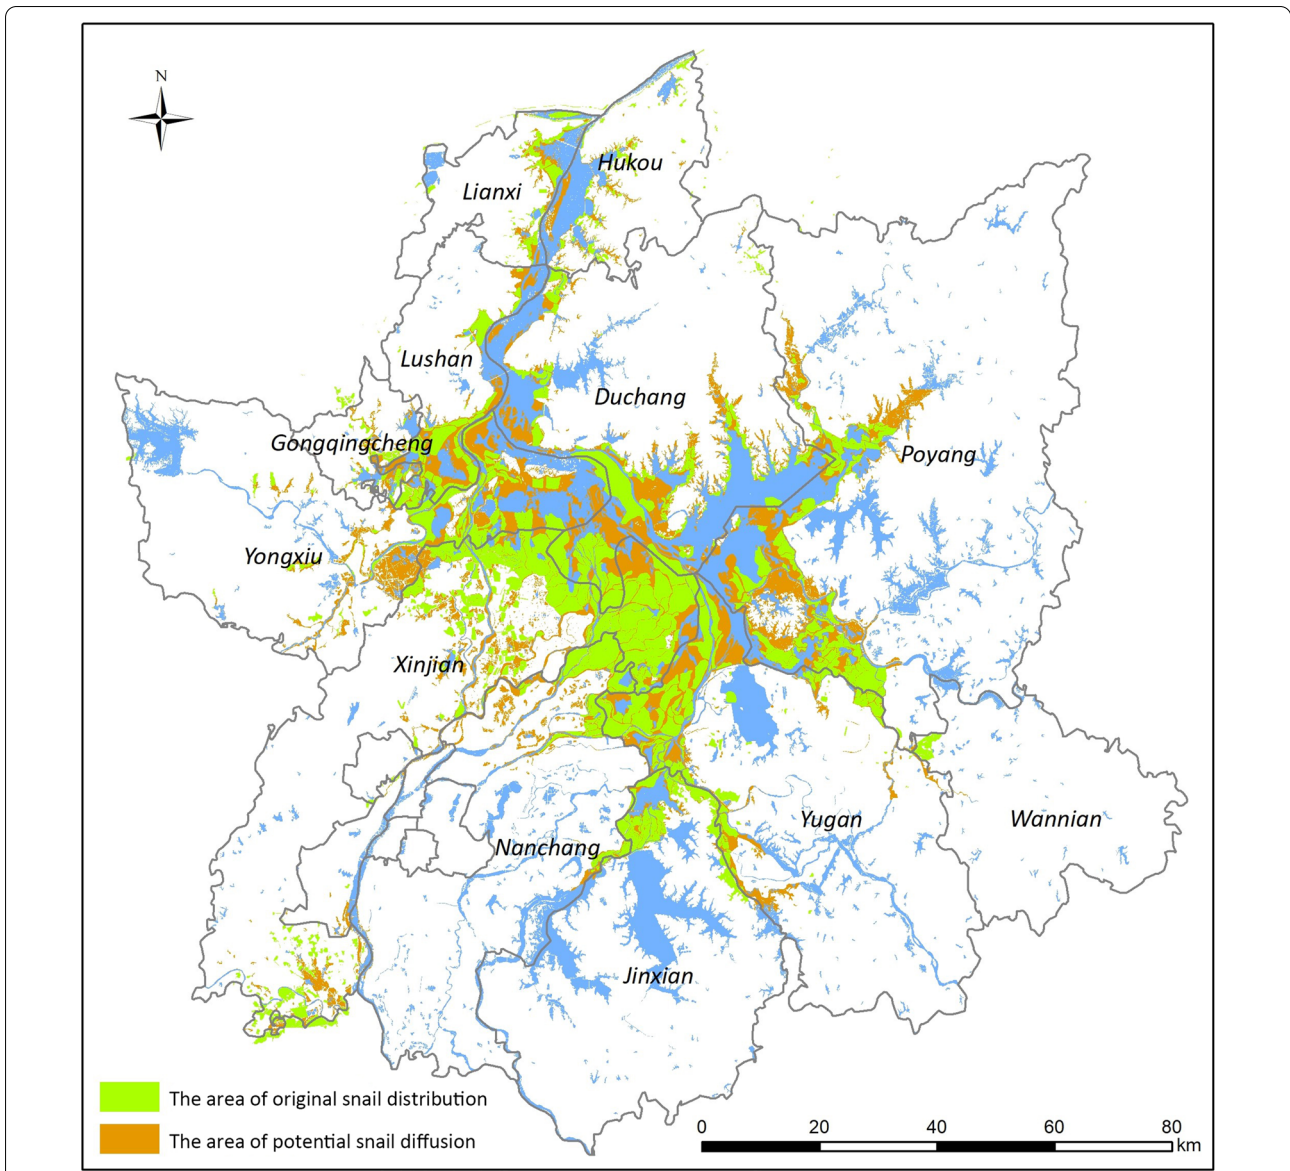 N
Hukou
Lianxi
Lushan
Duchang
Gongqingcheng
Poyang
Yongxiu
Xinjian
Yugan
Wannian
Nanchang
Jinxian
The area of original snail distribution
The area of potential snail diffusion
0 20 40 60 80
km